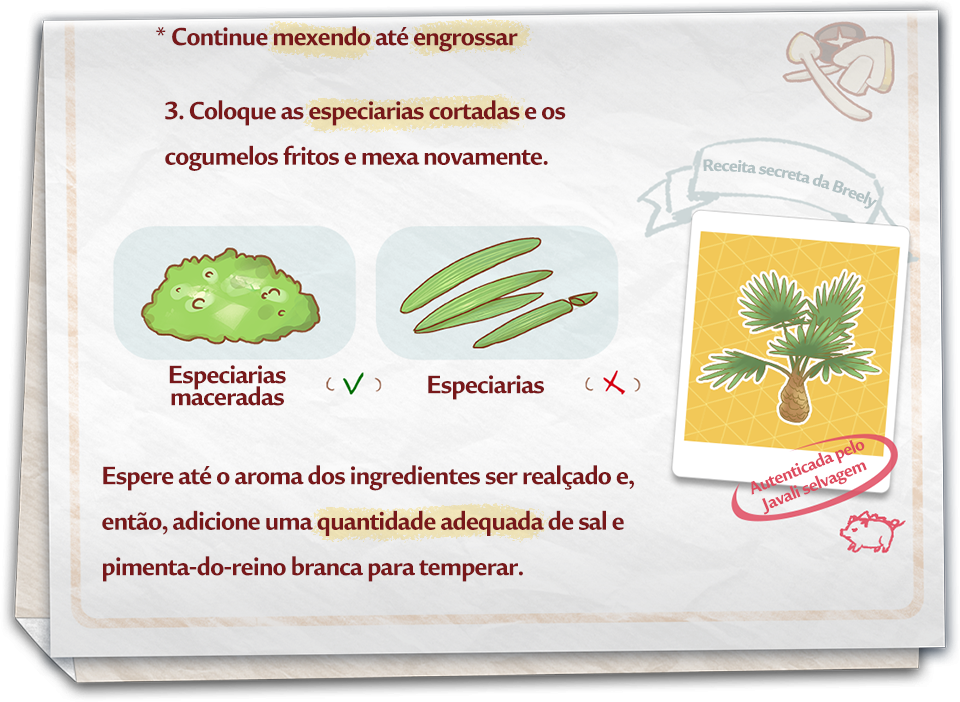 * Continue mexendo até engrossar
3. Coloque as especiarias cortadas e os
cogumelos fritos e mexa novamente.
Receita secreta da Breely
Especiarias
maceradas
Especiarias
Espere até o aroma dos ingredientes ser realçado e,
então, adicione uma quantidade adequada de sal e
pimenta-do-reino branca para temperar.
Autenticada pelo
Javali selvagem